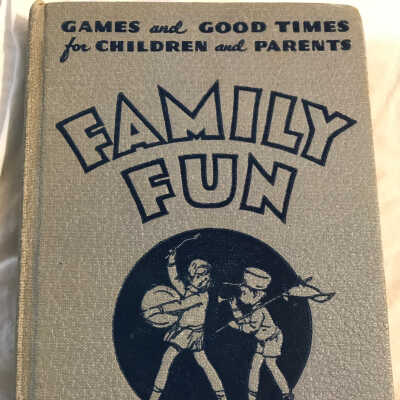 GAMES and GOOD TIMES
for CHILDREN and PARENTS
FAMILY
FUN